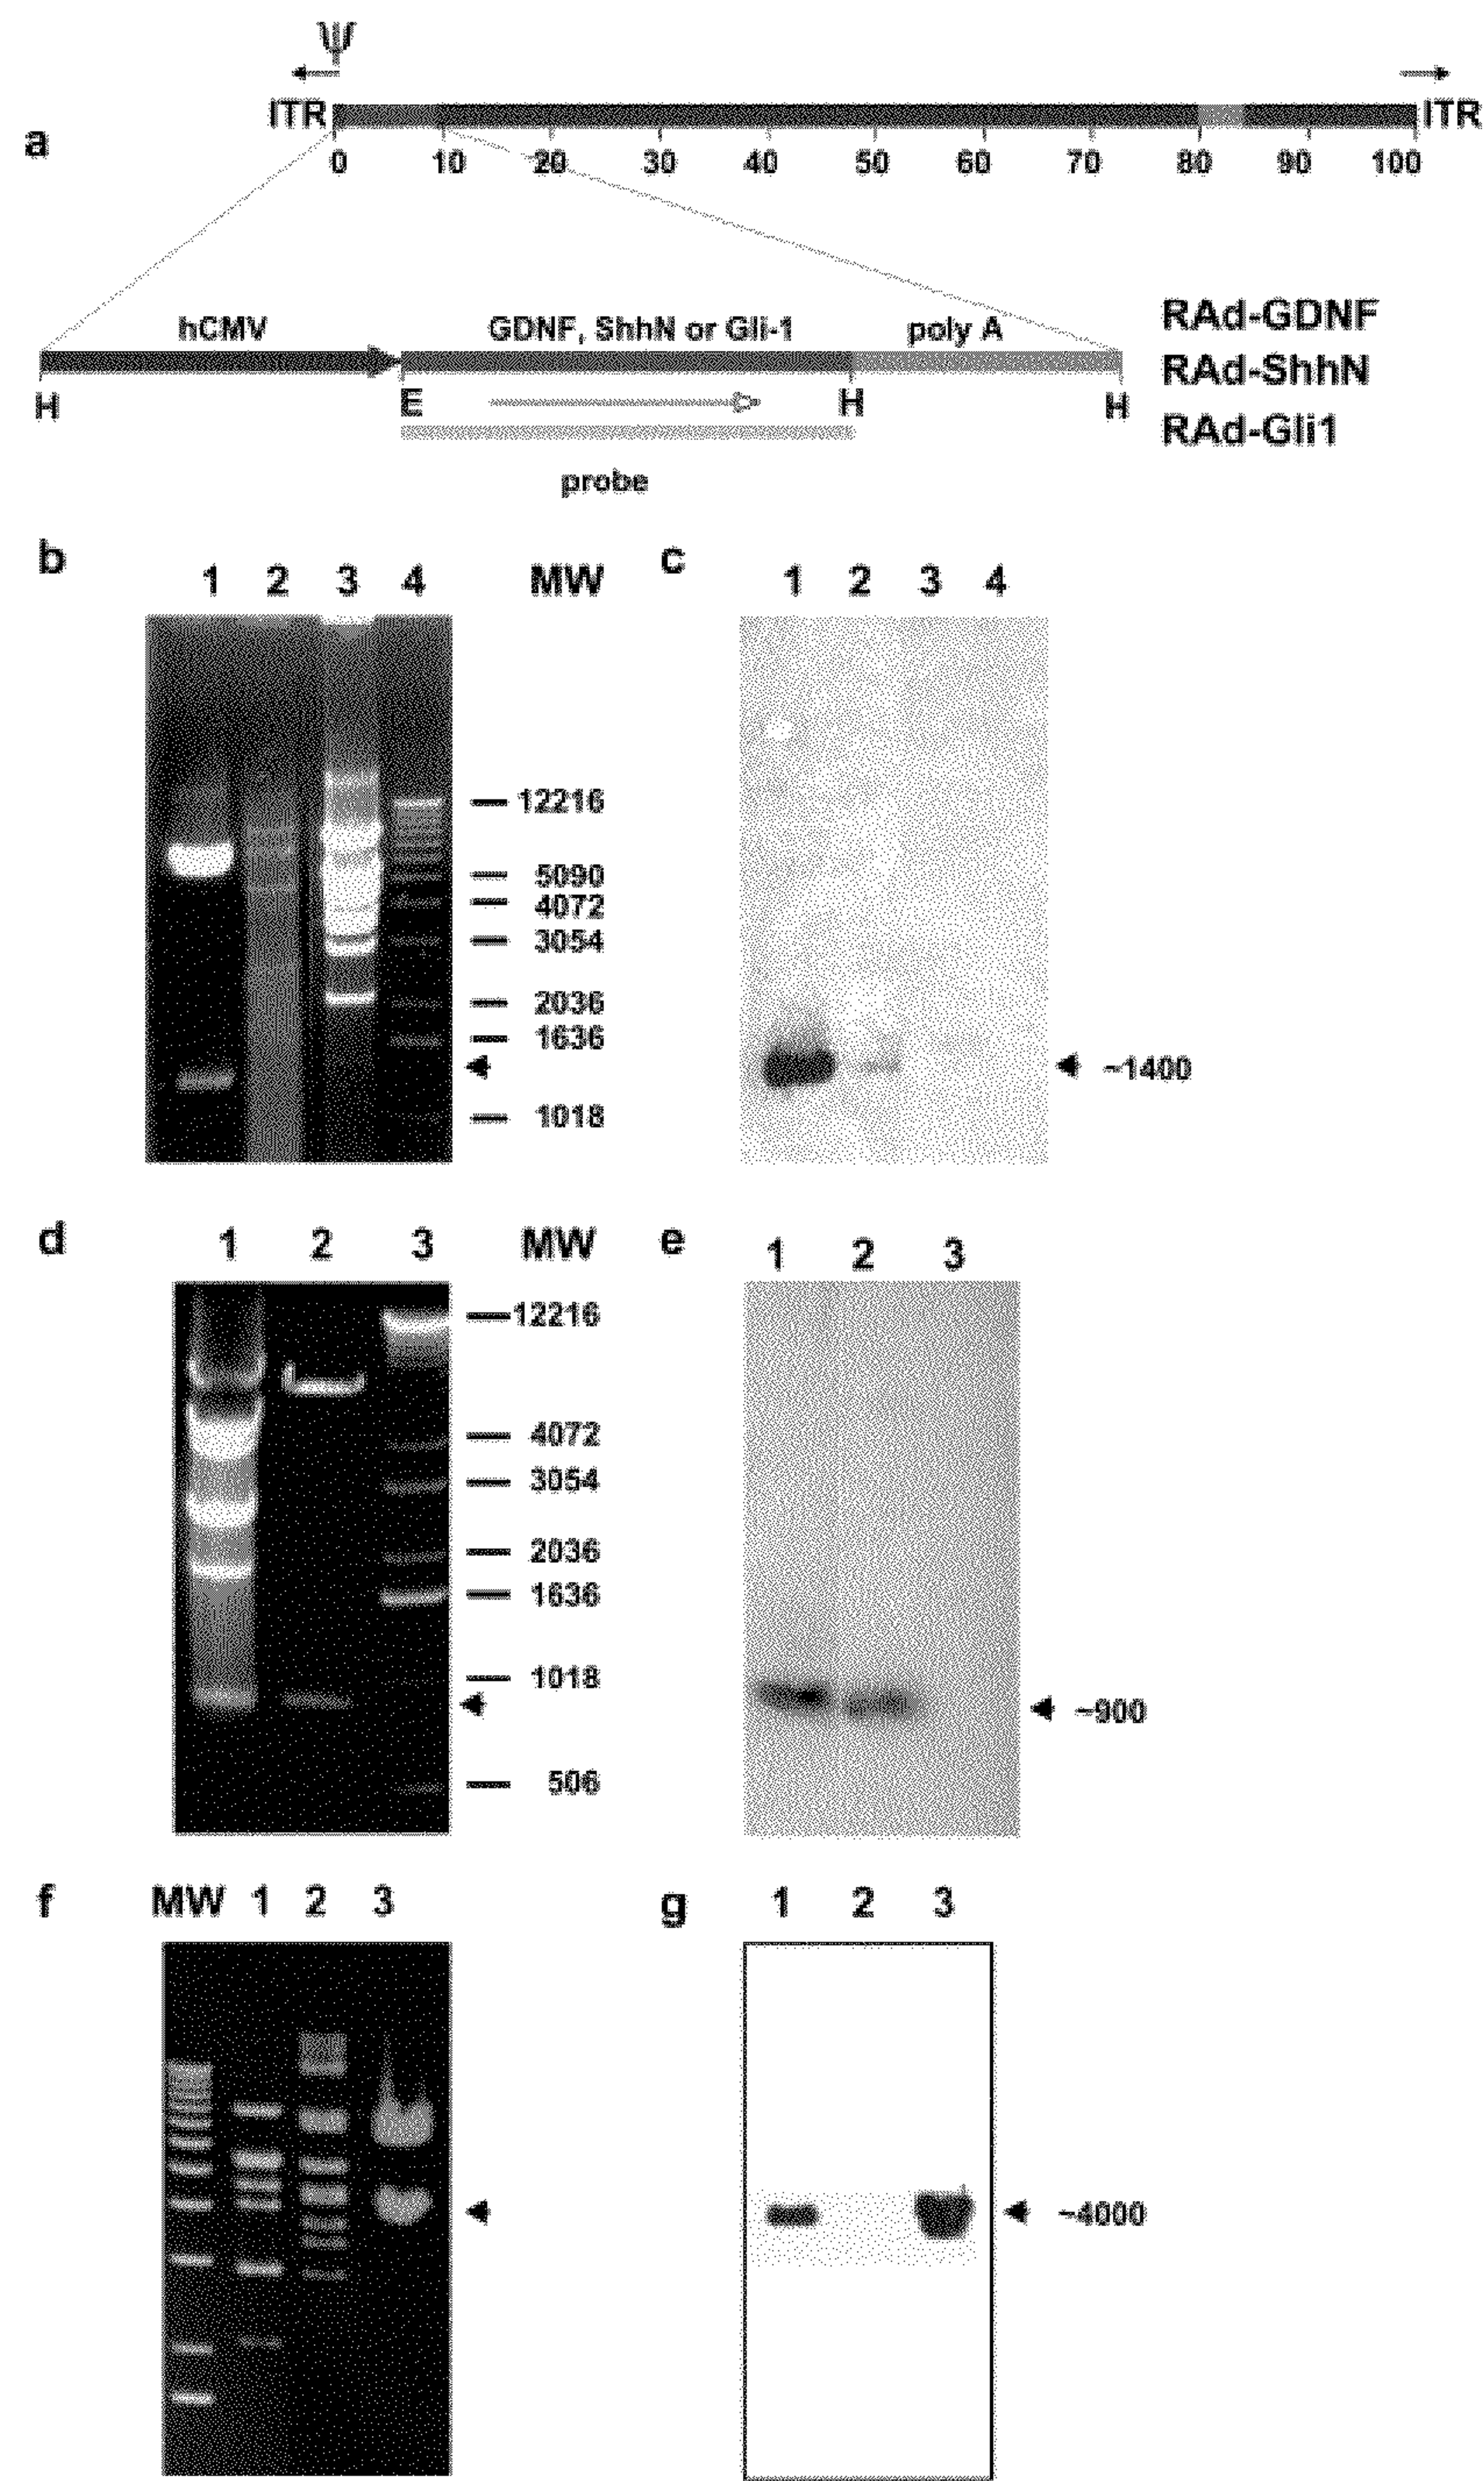 Ψ
ITR ITR
a
0 10 20 30 40 50 60 70 80 90 100
hCMV GDNF, ShhN or Gli-1 poly A
RAd-GDNF
RAd-ShhN
RAd-Gli1
H E H H
probe
b 1 2 3 4 MW c 1 2 3 4
12216
5090
4072
3054
2036
1636
~1400
1018
d 1 2 3 MW e 1 2 3
12216
4072
3054
2036
1636
1018
~900
506
f MW 1 2 3 g 1 2 3
~4000